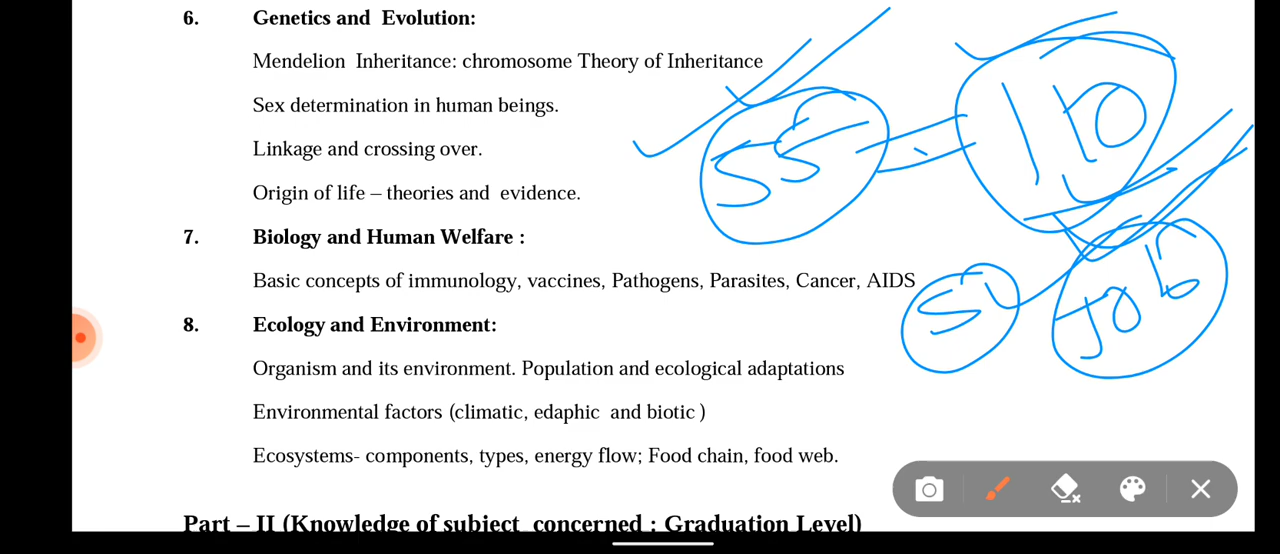 6. Genetics and Evolution:
Mendelion Inheritance: chromosome Theory of Inheritance
Sex determination in human beings.
Linkage and crossing over.
Origin of life – theories and evidence.
55
110
7. Biology and Human Welfare :
Basic concepts of immunology, vaccines, Pathogens, Parasites, Cancer, AIDS
8. Ecology and Environment:
Organism and its environment. Population and ecological adaptations
Environmental factors (climatic, edaphic and biotic )
Ecosystems- components, types, energy flow; Food chain, food web.
Part – II (Knowledge of subject concerned : Graduation Level)